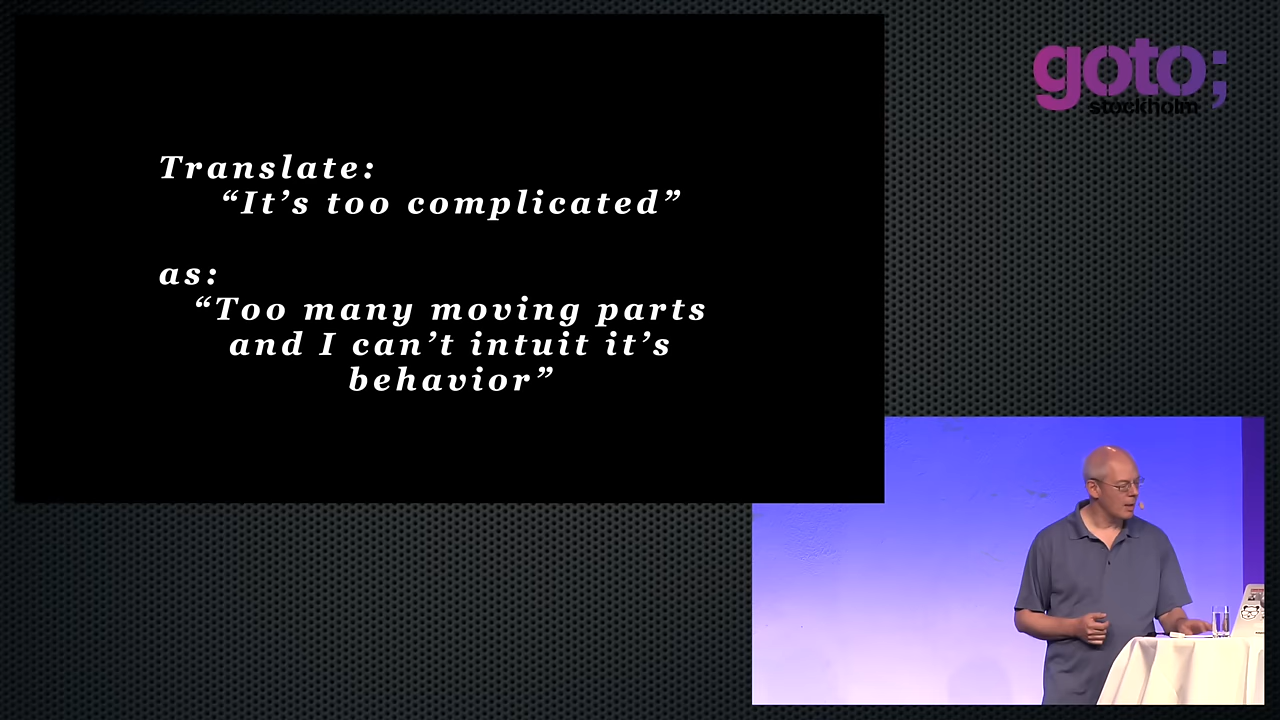 Translate:
“It’s too complicated”
as:
“Too many moving parts
and I can’t intuit it’s
behavior”
goto;
stockholm